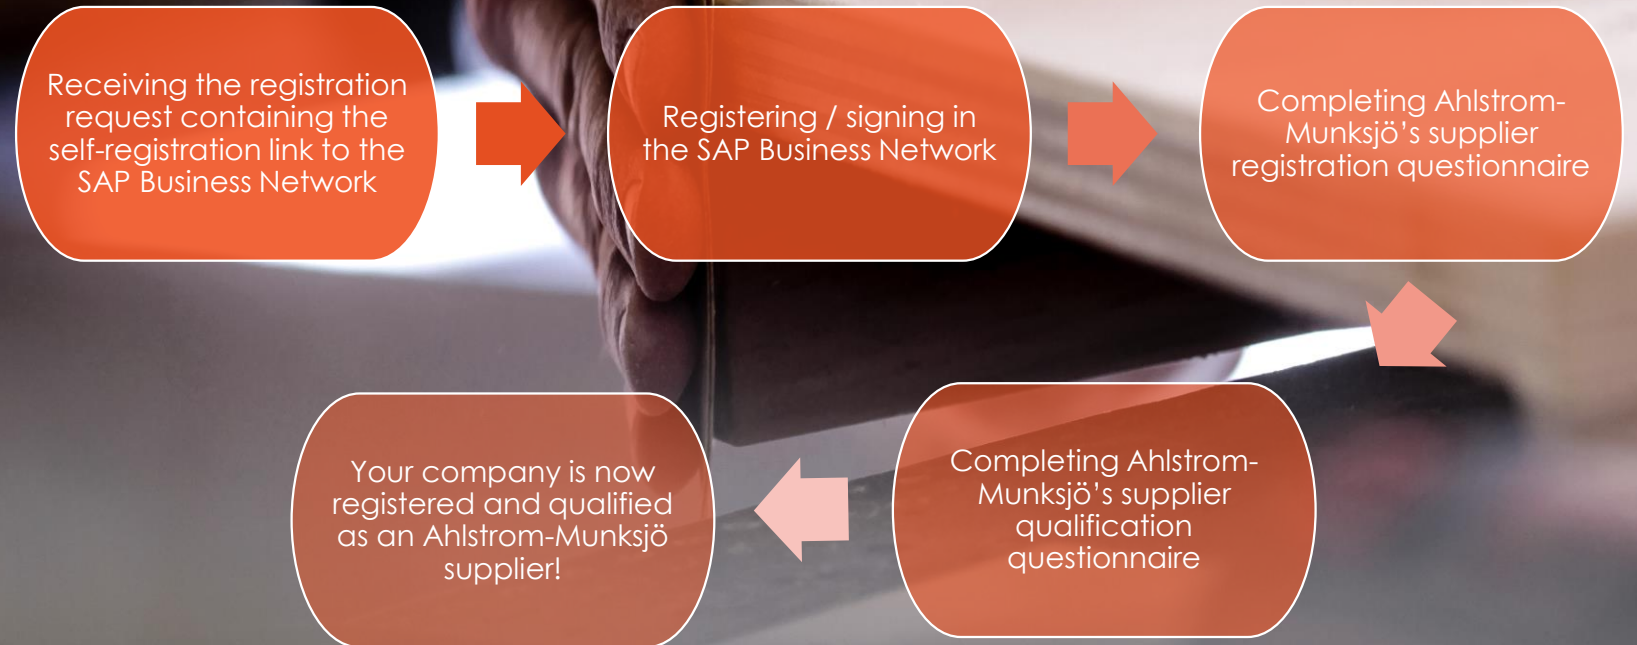 Receiving the registration
request containing the
self-registration link to the
SAP Business Network
Registering / signing in
the SAP Business Network
Completing Ahlstrom-
Munksjö’s supplier
registration questionnaire
Completing Ahlstrom-
Munksjö’s supplier
qualification
questionnaire
Your company is now
registered and qualified
as an Ahlstrom-Munksjö
supplier!